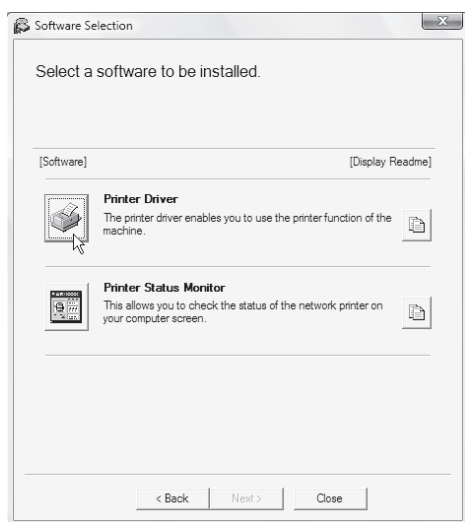 Software Selection
Select a software to be installed.
[Software] [Display Readme]
Printer Driver
The printer driver enables you to use the printer function of the
machine.
Printer Status Monitor
This allows you to check the status of the network printer on
your computer screen.
< Back Next > Close